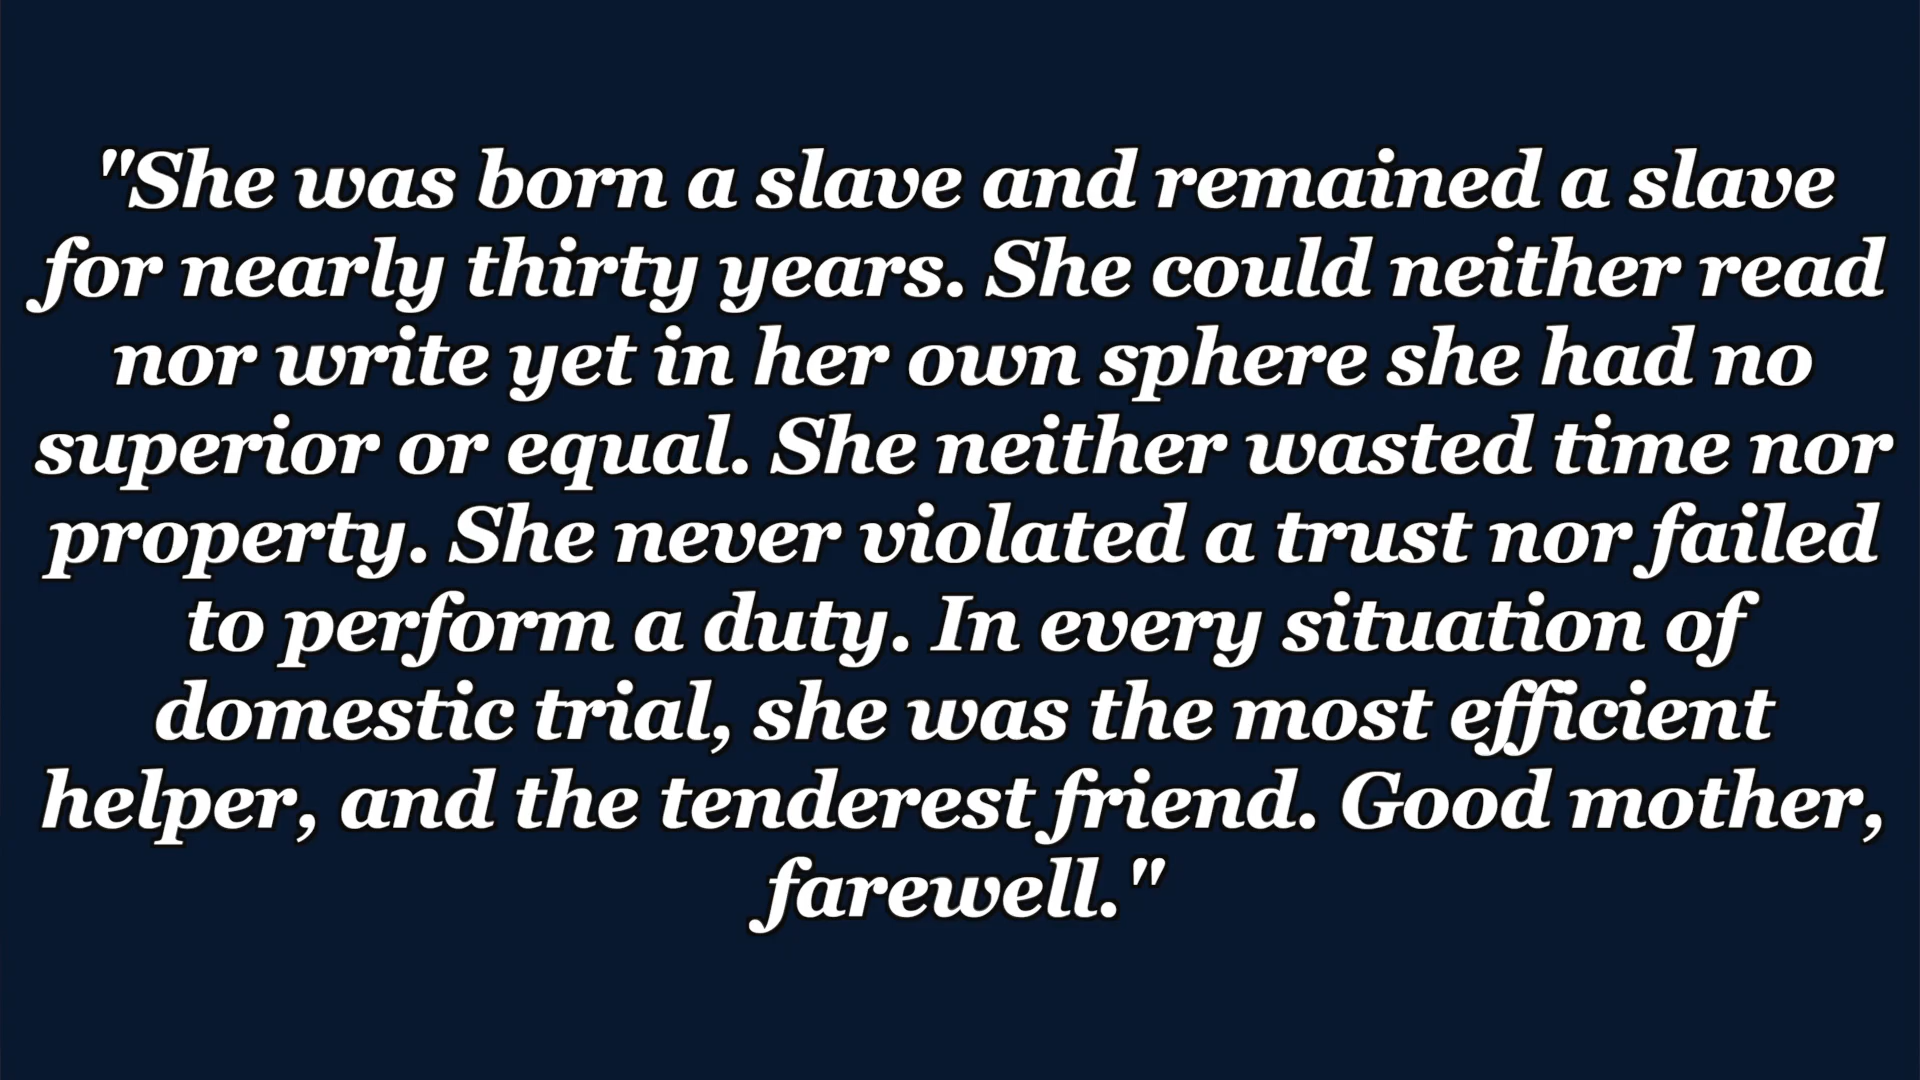 "She was born a slave and remained a slave
for nearly thirty years. She could neither read
nor write yet in her own sphere she had no
superior or equal. She neither wasted time nor
property. She never violated a trust nor failed
to perform a duty. In every situation of
domestic trial, she was the most efficient
helper, and the tenderest friend. Good mother,
farewell."